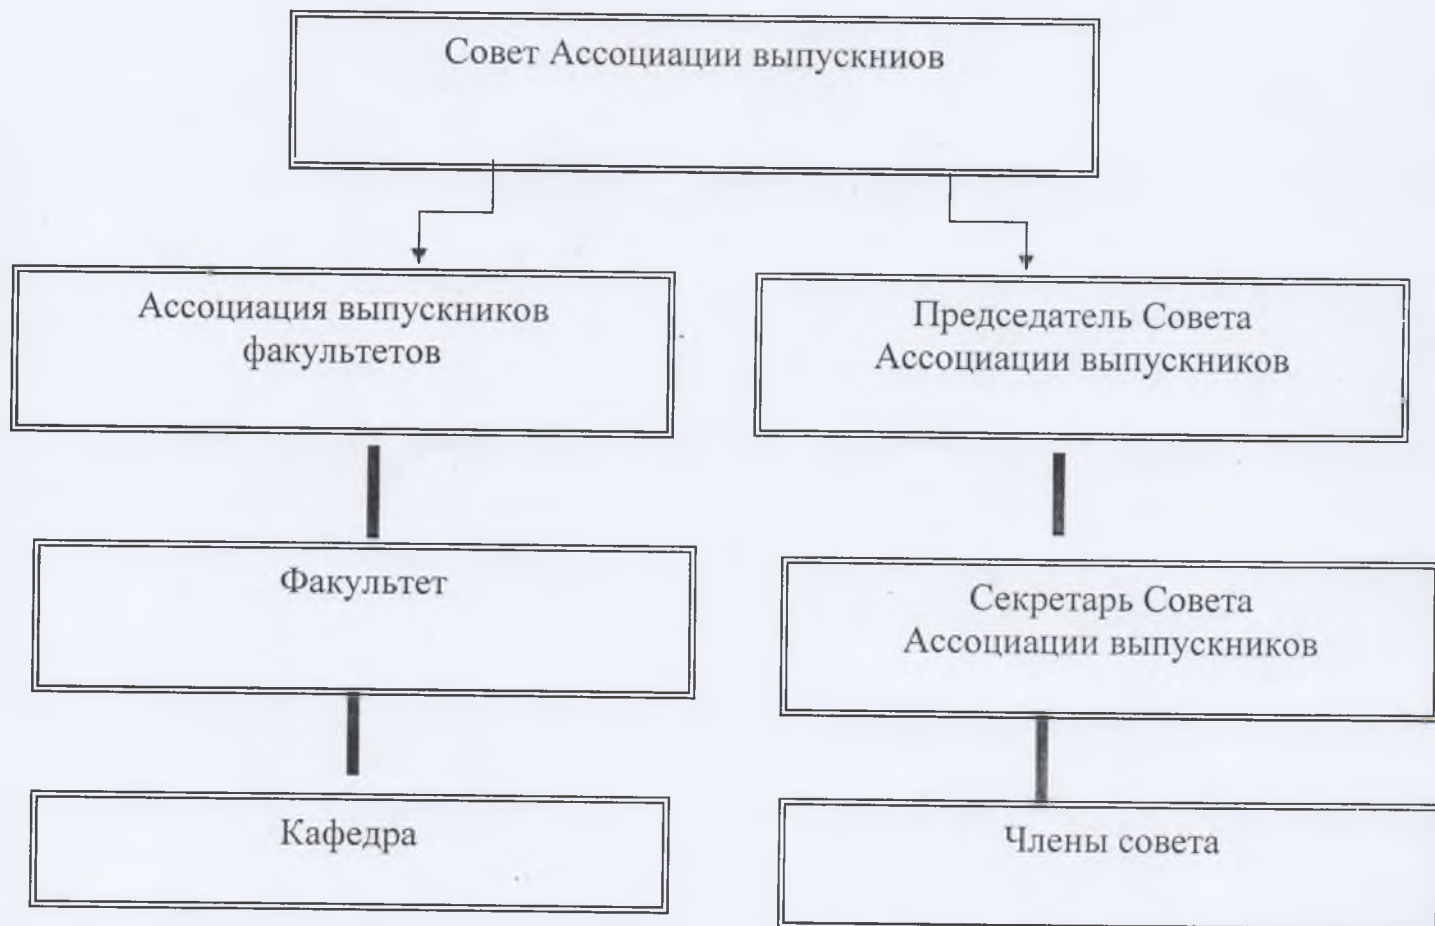 Совет Ассоциации выпускниов
Ассоциация выпускников
факультетов
Председатель Совета
Ассоциации выпускников
Факультет
Секретарь Совета
Ассоциации выпускников
Кафедра
Члены совета